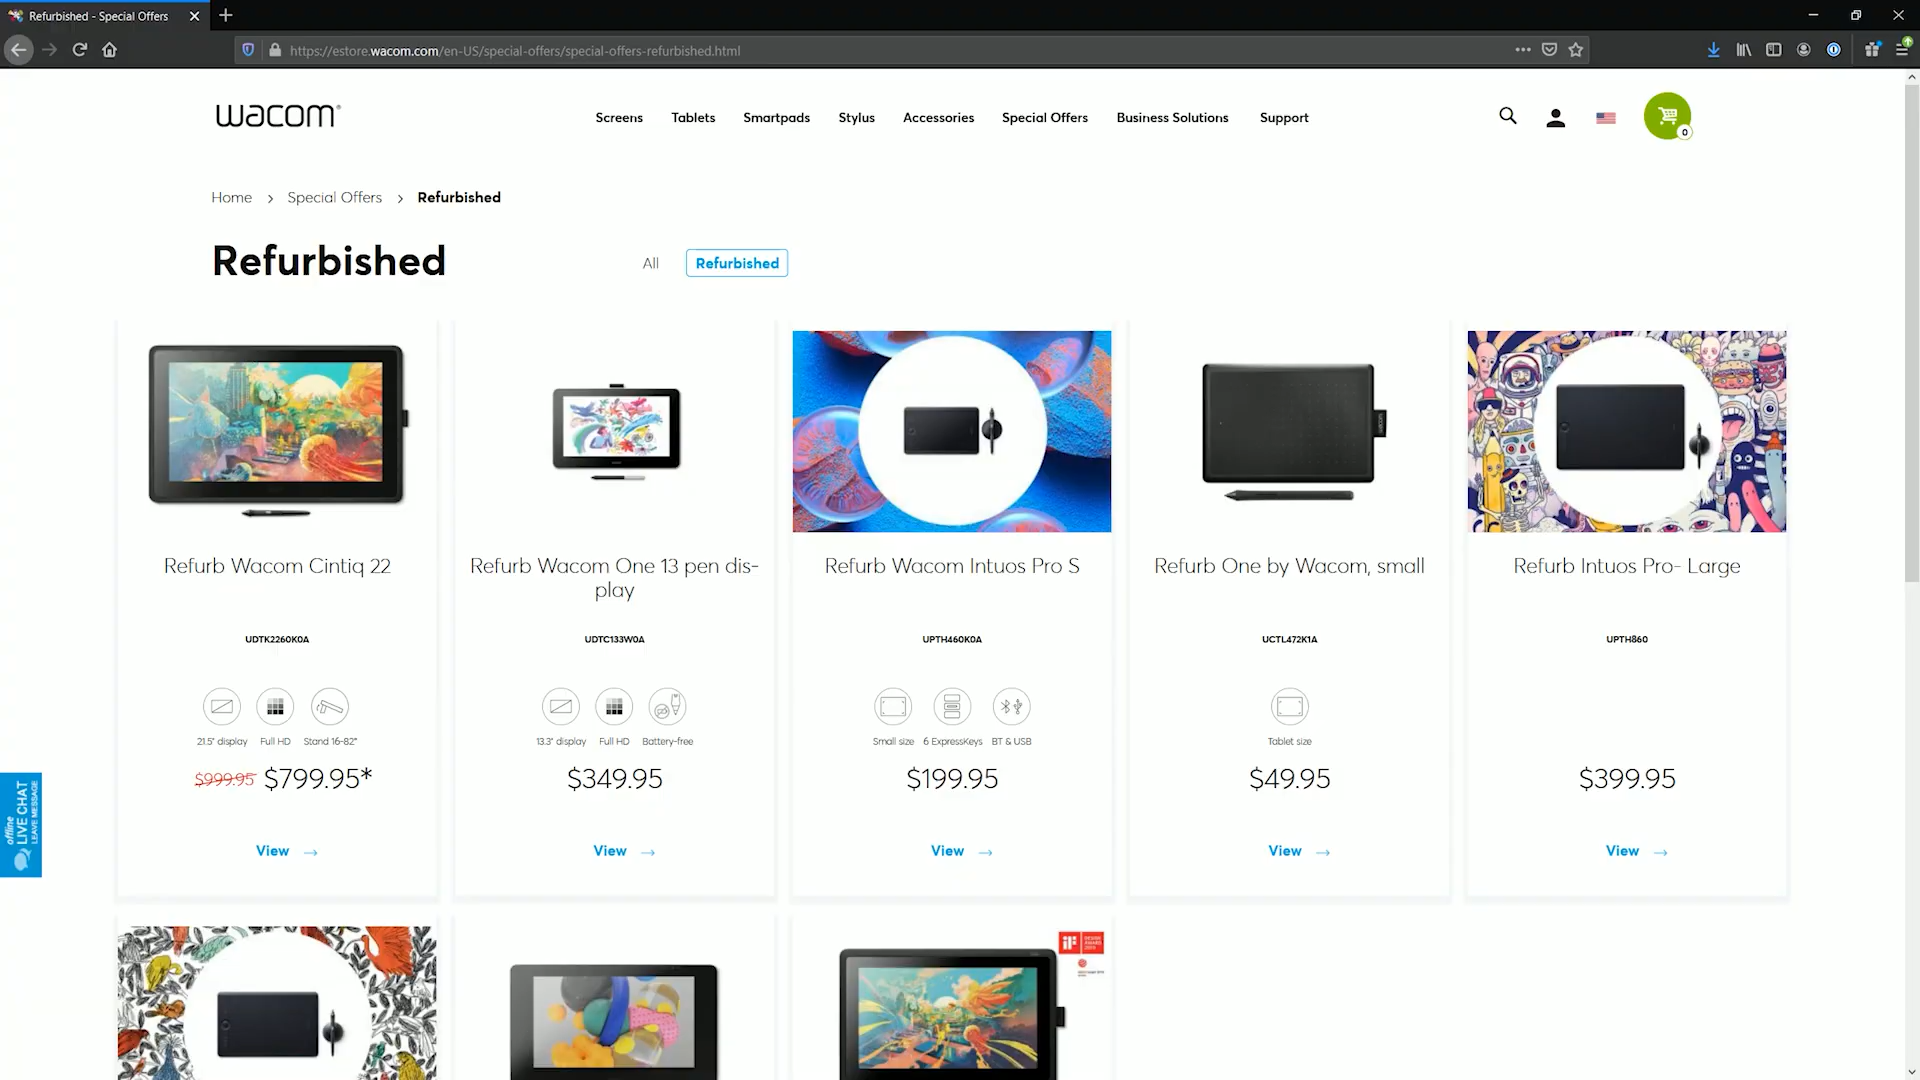 Refurbished - Special Offers
https://estore.wacom.com/en-US/special-offers/special-offers-refurbished.html
wacom
Screens Tablets Smartpads Stylus Accessories Special Offers Business Solutions Support
0
Home > Special Offers > Refurbished
Refurbished
All Refurbished
Refurb Wacom Cintiq 22
UDTK2260K0A
21.5" display Full HD Stand 16-82°
$999.95 $799.95*
View →
Refurb Wacom One 13 pen dis-
play
UDTC133W0A
13.3" display Full HD Battery-free
$349.95
View →
Refurb Wacom Intuos Pro S
UPTH460K0A
Small size 6 ExpressKeys BT & USB
$199.95
View →
Refurb One by Wacom, small
UCTL472K1A
Tablet size
$49.95
View →
Refurb Intuos Pro- Large
UPTH860
$399.95
View →
offline
LIVE CHAT
LEAVE MESSAGE
iF